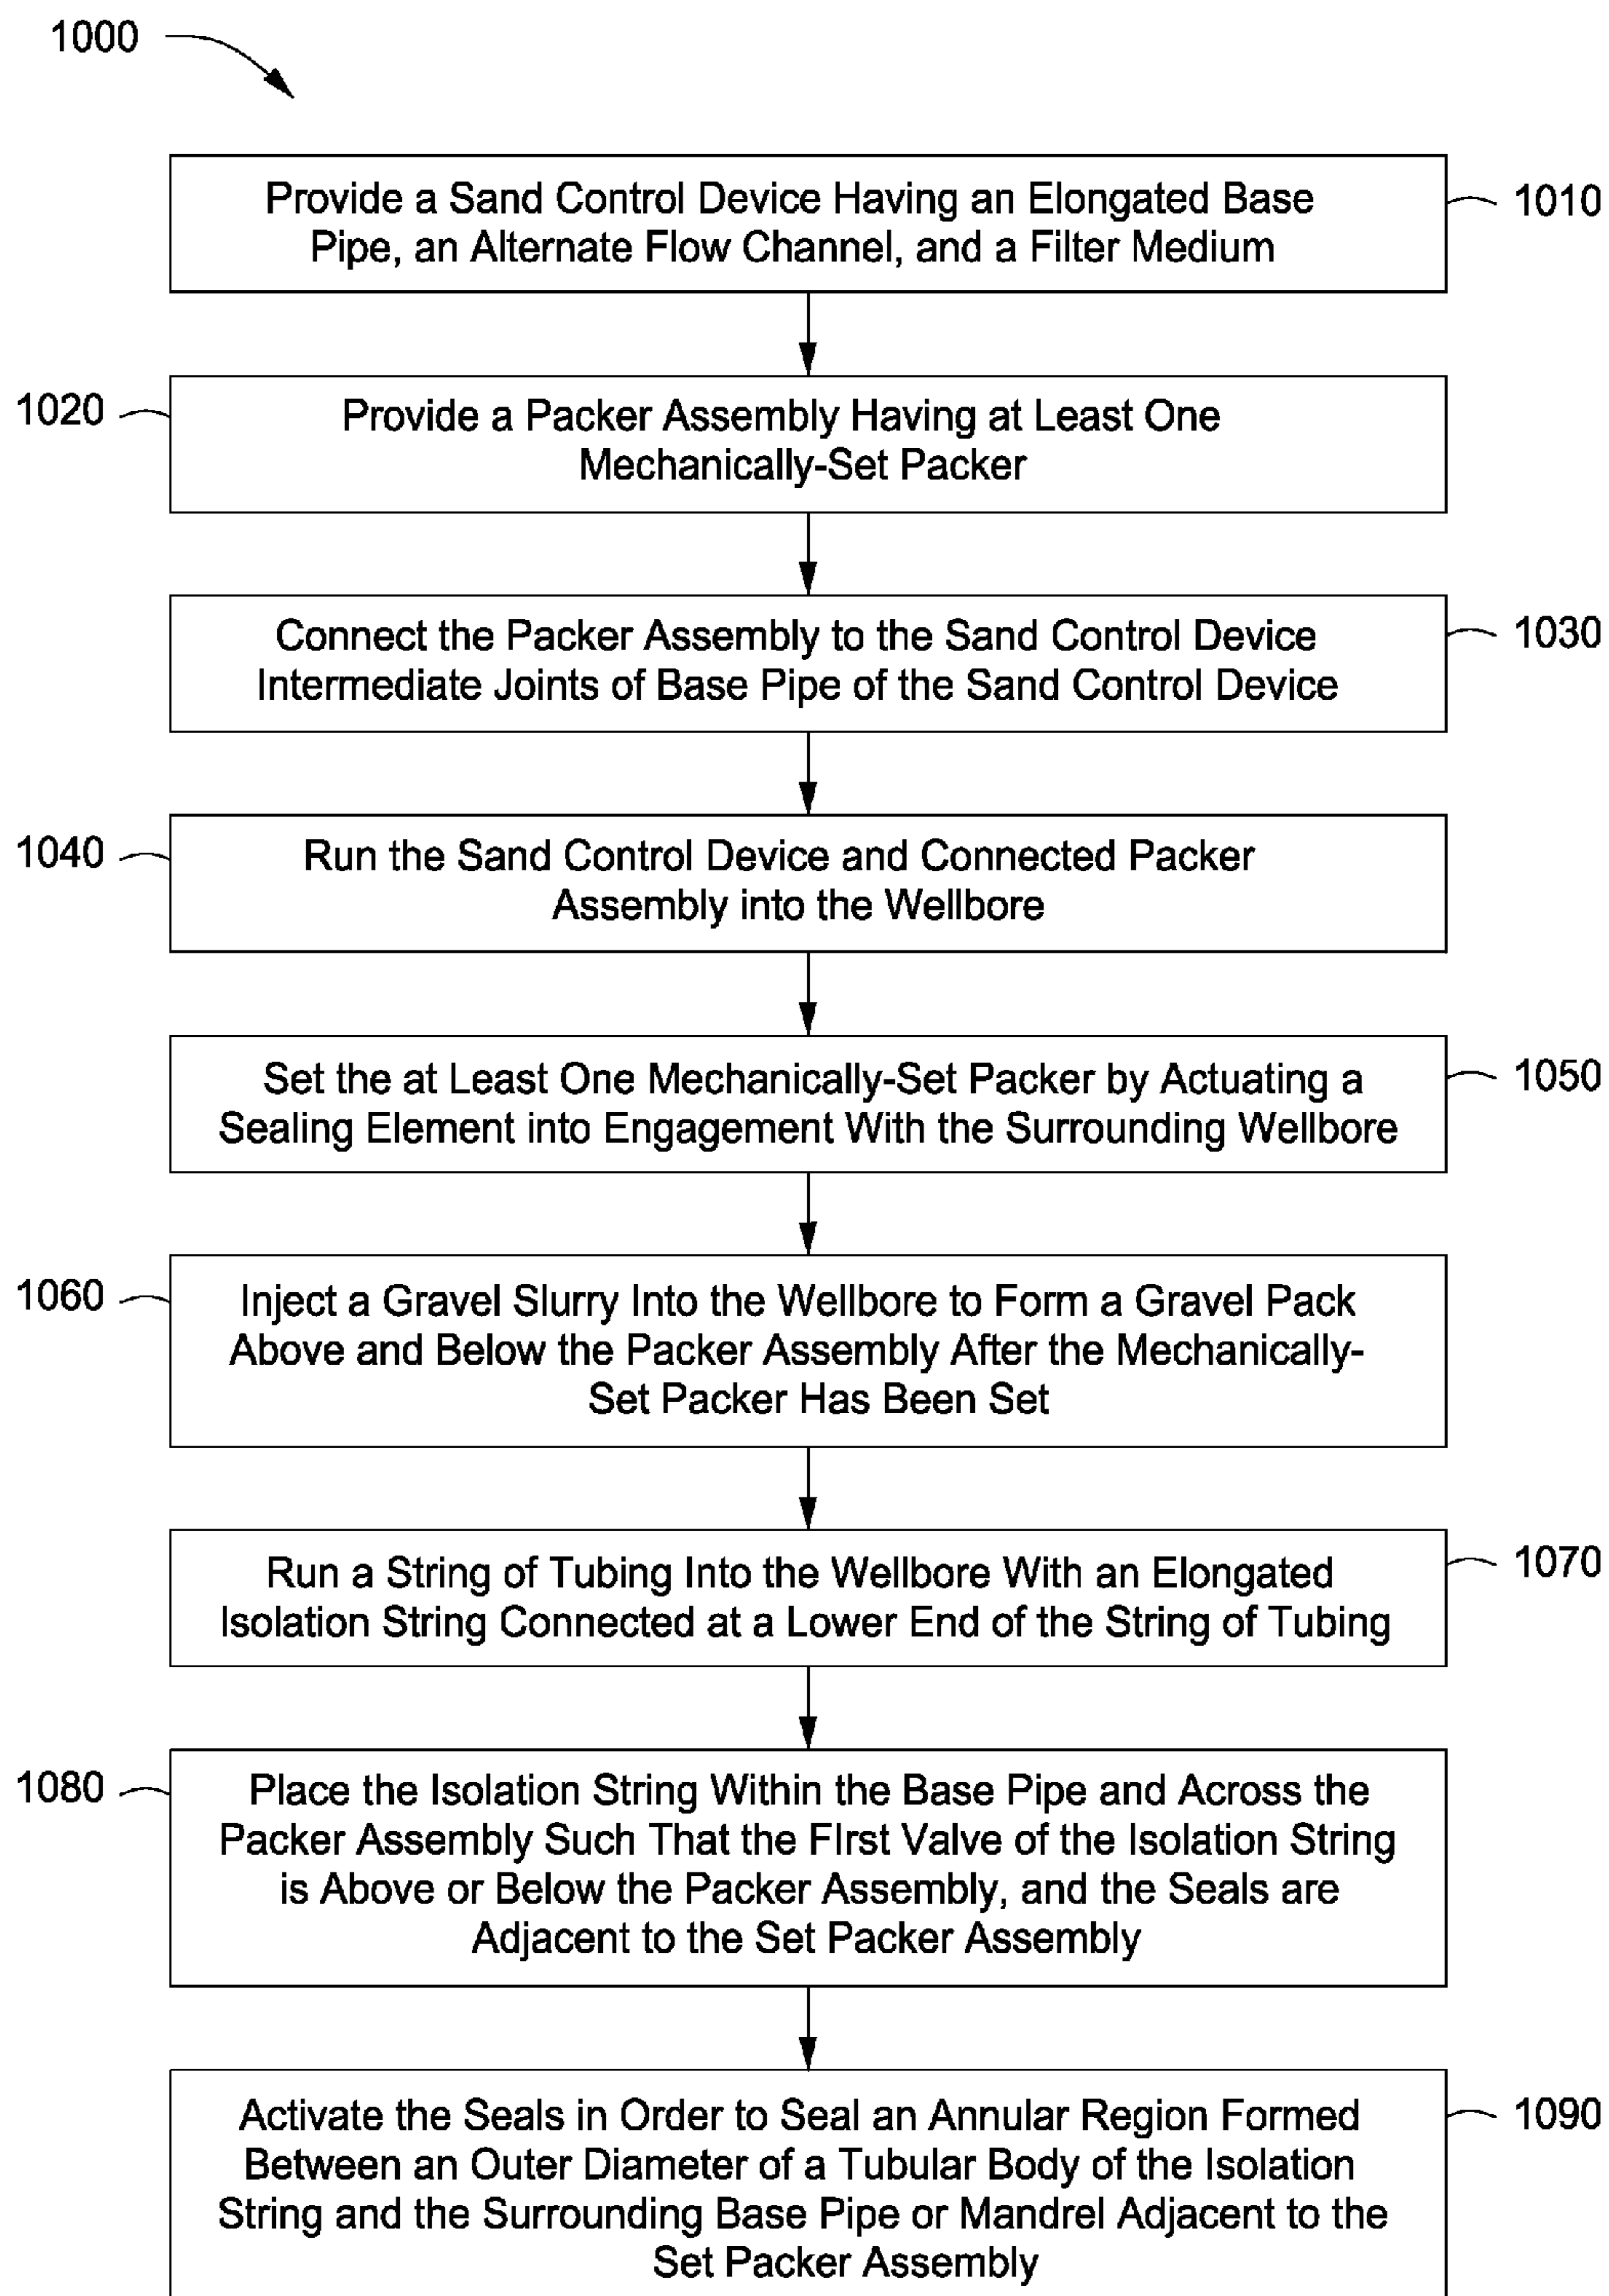 1000
Provide a Sand Control Device Having an Elongated Base
Pipe, an Alternate Flow Channel, and a Filter Medium
1010
1020
Provide a Packer Assembly Having at Least One
Mechanically-Set Packer
Connect the Packer Assembly to the Sand Control Device
Intermediate Joints of Base Pipe of the Sand Control Device
1030
1040
Run the Sand Control Device and Connected Packer
Assembly into the Wellbore
Set the at Least One Mechanically-Set Packer by Actuating a
Sealing Element into Engagement With the Surrounding Wellbore
1050
1060
Inject a Gravel Slurry Into the Wellbore to Form a Gravel Pack
Above and Below the Packer Assembly After the Mechanically-
Set Packer Has Been Set
Run a String of Tubing Into the Wellbore With an Elongated
Isolation String Connected at a Lower End of the String of Tubing
1070
1080
Place the Isolation String Within the Base Pipe and Across the
Packer Assembly Such That the FIrst Valve of the Isolation String
is Above or Below the Packer Assembly, and the Seals are
Adjacent to the Set Packer Assembly
Activate the Seals in Order to Seal an Annular Region Formed
Between an Outer Diameter of a Tubular Body of the Isolation
String and the Surrounding Base Pipe or Mandrel Adjacent to the
Set Packer Assembly
1090